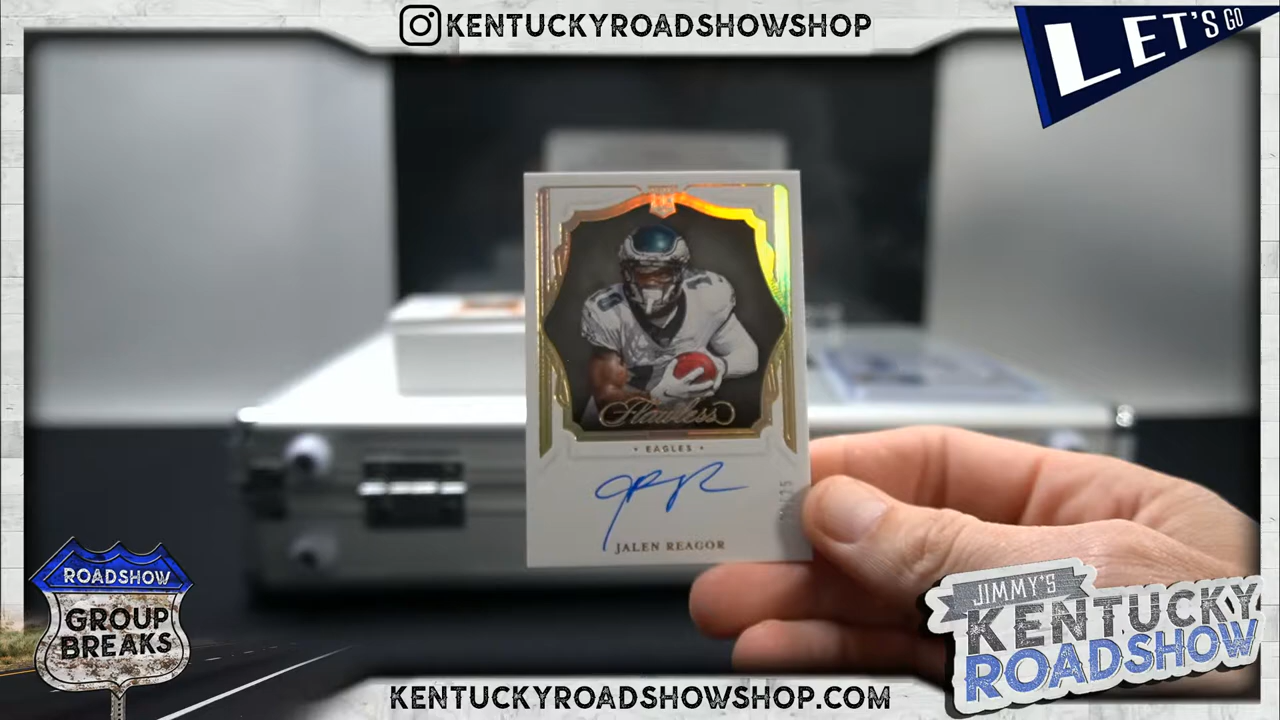 KENTUCKYROADSHOWSHOP
LET'S GO
Flawless
• EAGLES •
JALEN REAGOR
ROADSHOW
GROUP
BREAKS
JIMMY'S
KENTUCKY
ROADSHOW
KENTUCKYROADSHOWSHOP.COM